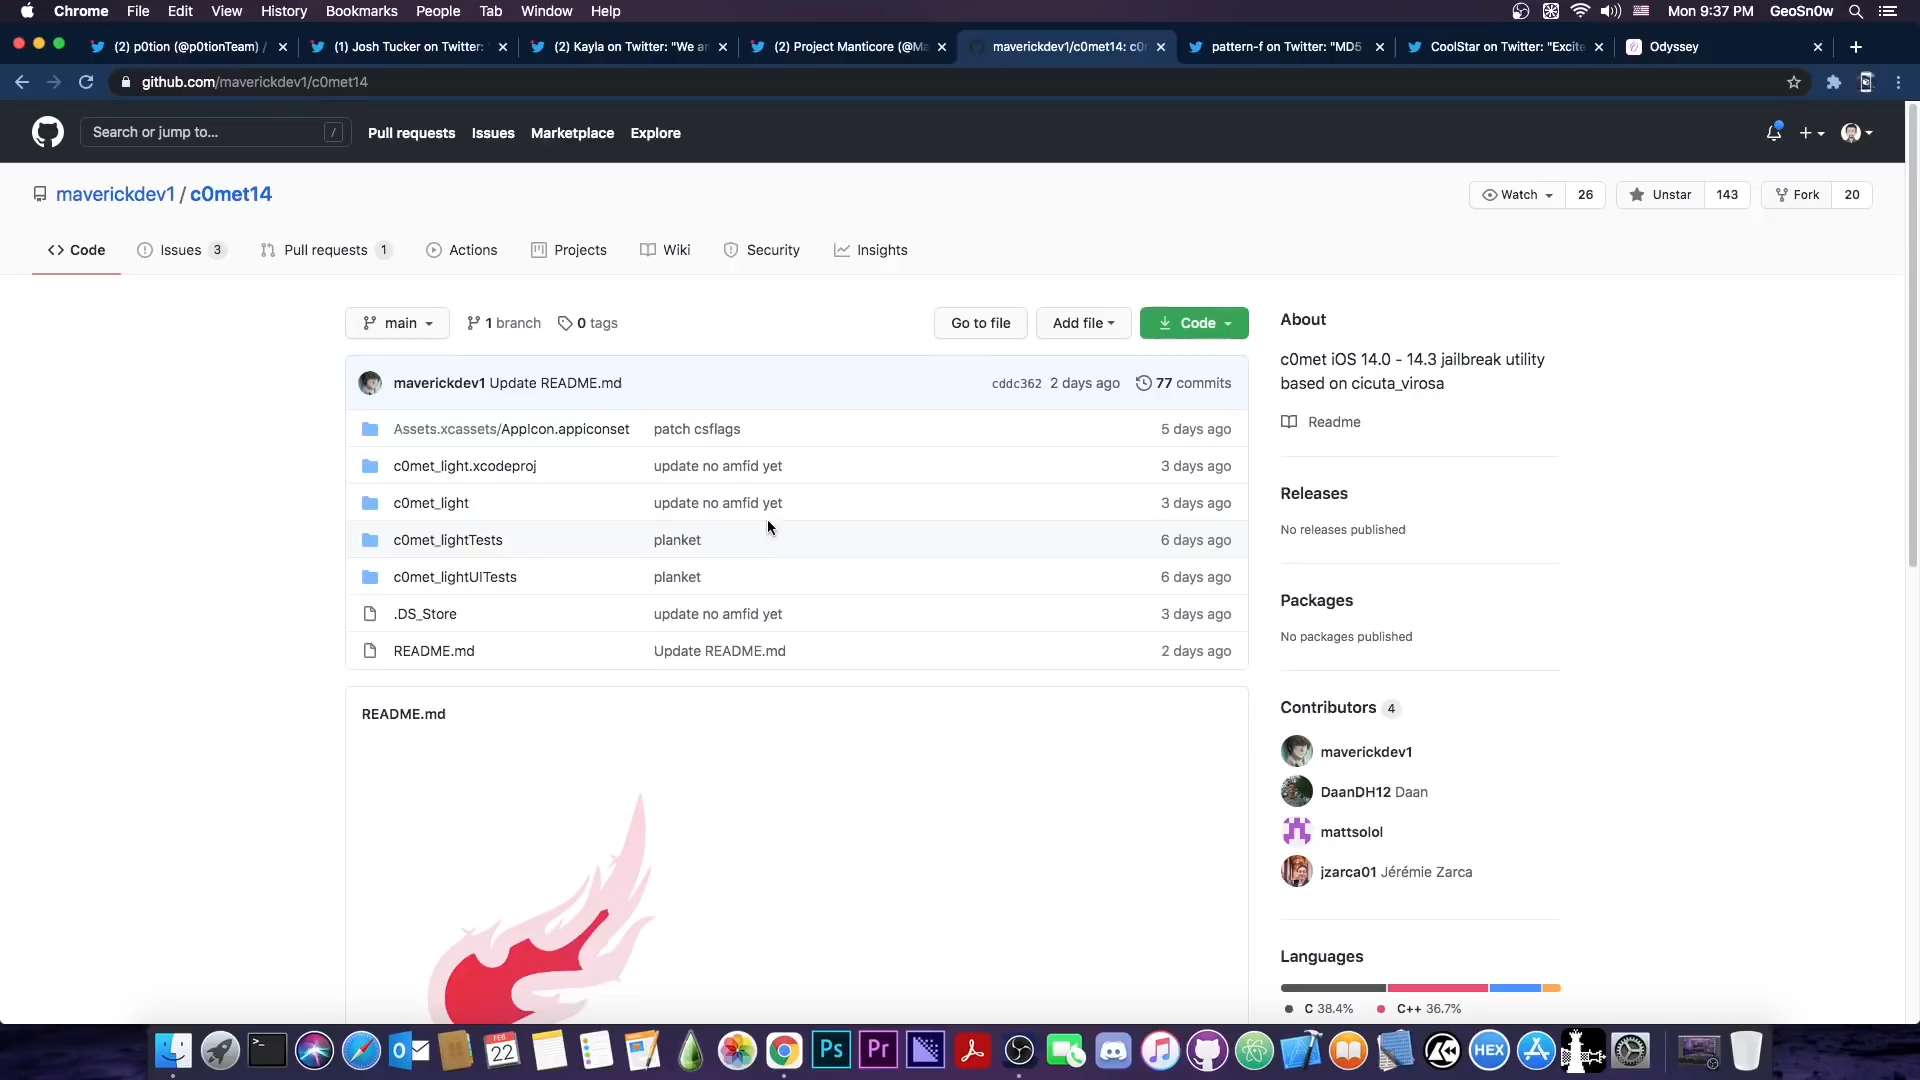 Chrome File Edit View History Bookmarks People Tab Window Help Mon 9:37 PM GeoSn0w
(2) p0tion (@p0tionTeam) / (1) Josh Tucker on Twitter: (2) Kayla on Twitter: "We ar (2) Project Manticore (@Ma maverickdev1/c0met14: c0 pattern-f on Twitter: "MD5 CoolStar on Twitter: "Excite Odyssey
github.com/maverickdev1/c0met14
Search or jump to... / Pull requests Issues Marketplace Explore
maverickdev1 / c0met14 Watch 26 Unstar 143 Fork 20
Code Issues 3 Pull requests 1 Actions Projects Wiki Security Insights
main 1 branch 0 tags Go to file Add file Code
maverickdev1 Update README.md cddc362 2 days ago 77 commits
Assets.xcassets/AppIcon.appiconset patch csflags 5 days ago
c0met_light.xcodeproj update no amfid yet 3 days ago
c0met_light update no amfid yet 3 days ago
c0met_lightTests planket 6 days ago
c0met_lightUITests planket 6 days ago
.DS_Store update no amfid yet 3 days ago
README.md Update README.md 2 days ago
README.md
About
c0met iOS 14.0 - 14.3 jailbreak utility
based on cicuta_virosa
Readme
Releases
No releases published
Packages
No packages published
Contributors 4
maverickdev1
DaanDH12 Daan
mattsolol
jzarca01 Jérémie Zarca
Languages
C 38.4% C++ 36.7%
FEB
22
Ps Pr HEX